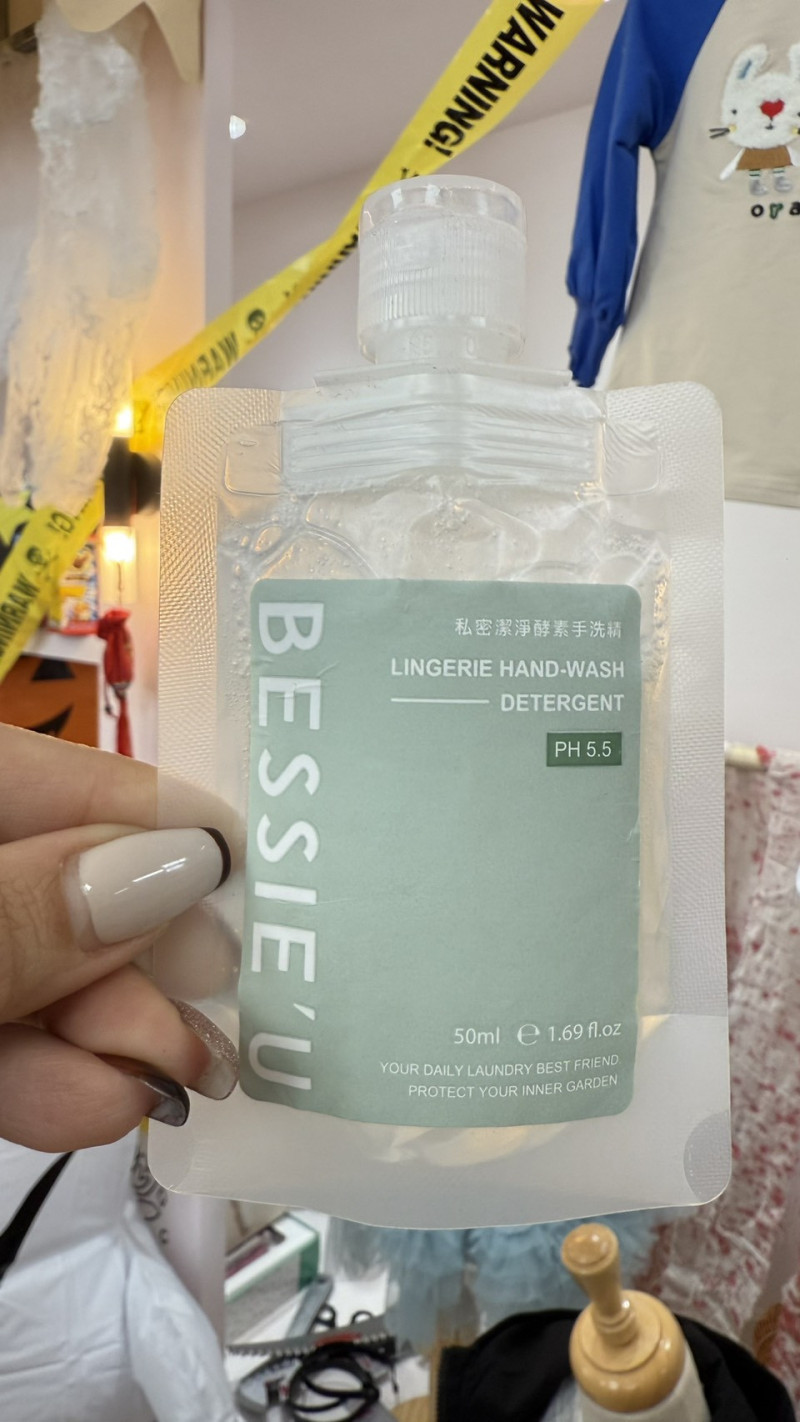 WARNING!
BESSIE'U
私密潔淨酵素手洗精
LINGERIE HAND-WASH
DETERGENT
PH 5.5
50ml ℮ 1.69 fl.oz
YOUR DAILY LAUNDRY BEST FRIEND
PROTECT YOUR INNER GARDEN